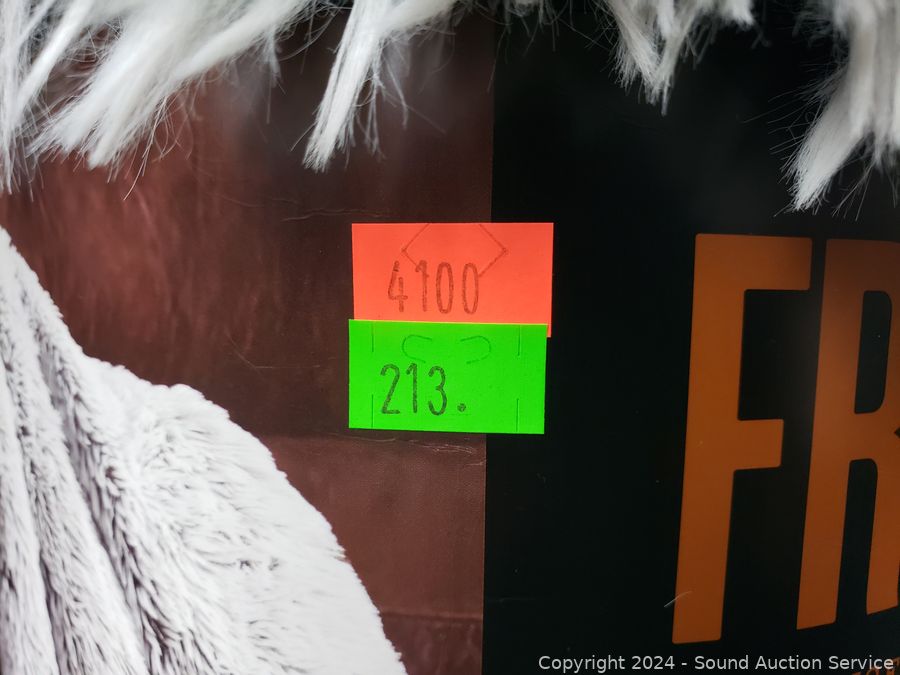 4100
213.
FR
Copyright 2024 - Sound Auction Service